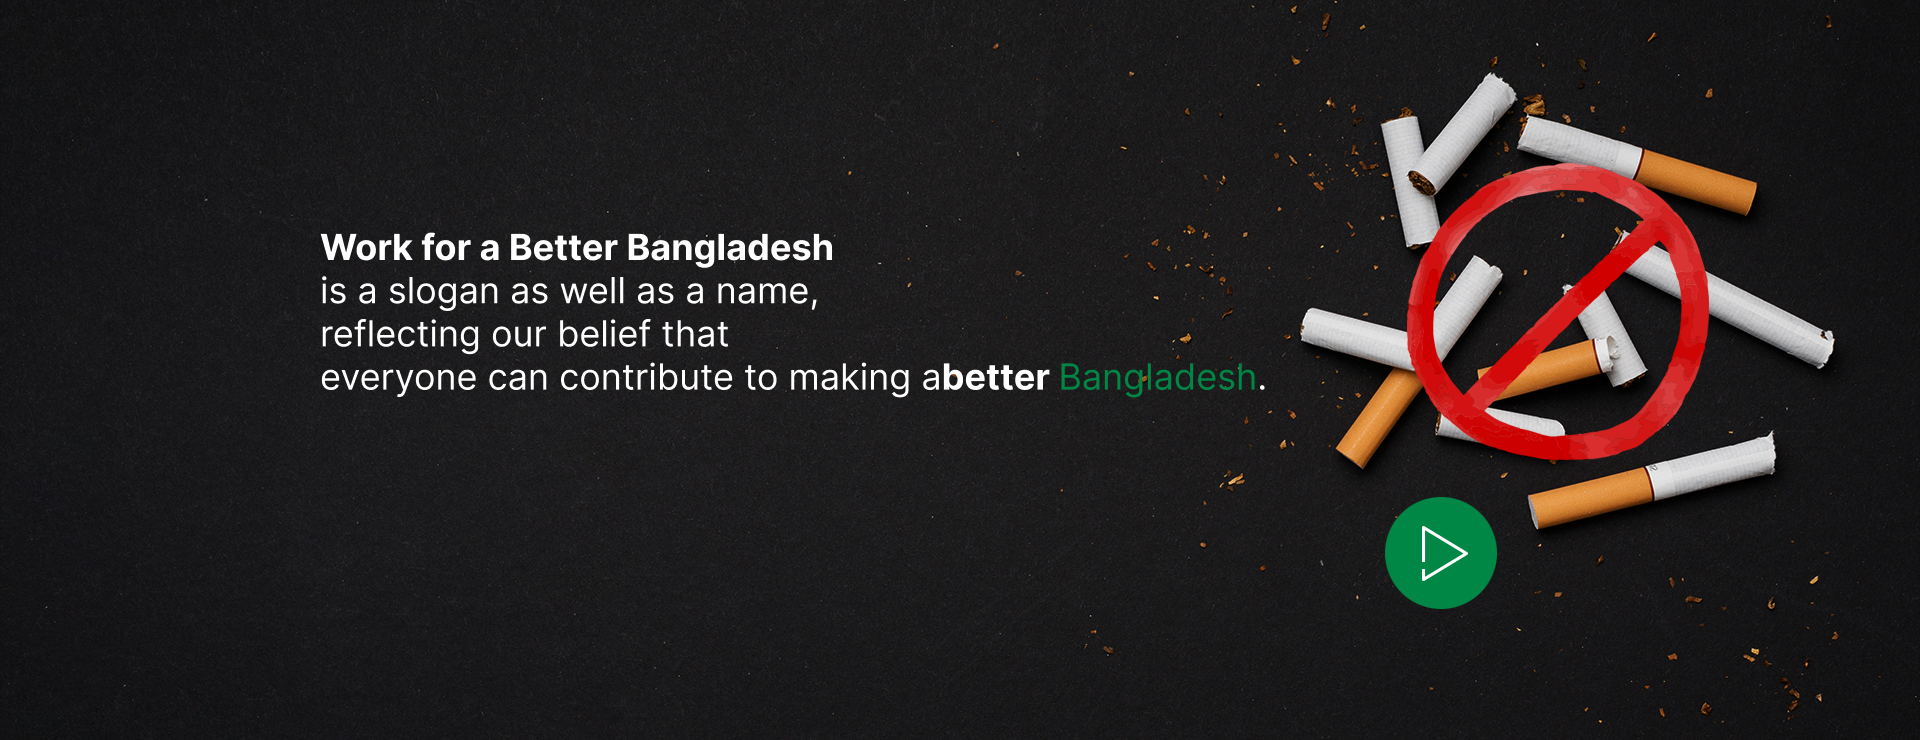 Work for a Better Bangladesh
is a slogan as well as a name,
reflecting our belief that
everyone can contribute to making abetter Bangladesh.